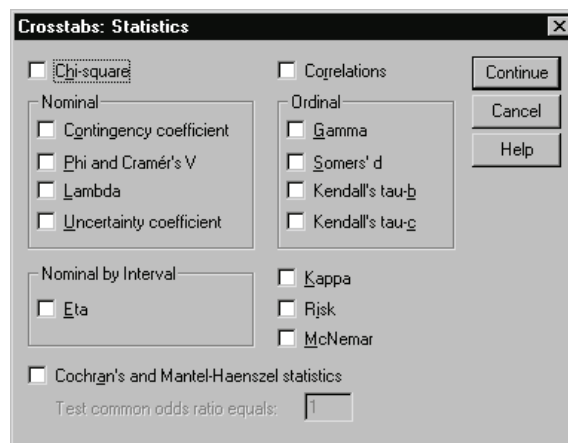 Crosstabs: Statistics
Chi-square
Correlations
Continue
Cancel
Help
Nominal
Contingency coefficient
Phi and Cramér's V
Lambda
Uncertainty coefficient
Ordinal
Gamma
Somers' d
Kendall's tau-b
Kendall's tau-c
Nominal by Interval
Eta
Kappa
Risk
McNemar
Cochran's and Mantel-Haenszel statistics
Test common odds ratio equals: 1